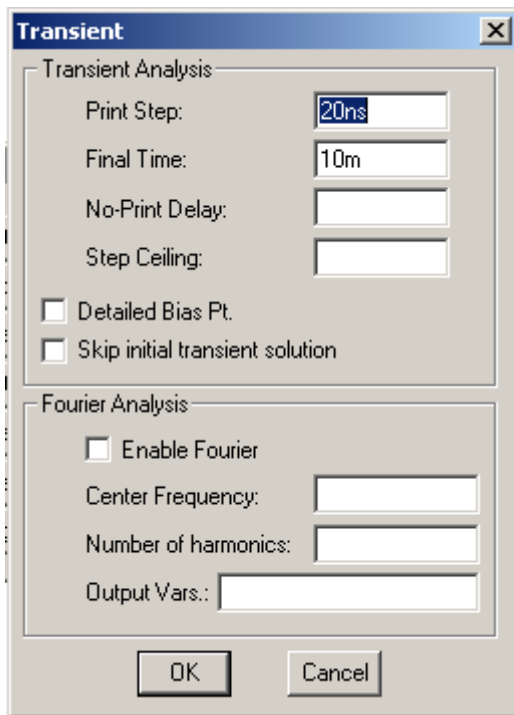 Transient
Transient Analysis
Print Step: 20ns
Final Time: 10m
No-Print Delay:
Step Ceiling:
Detailed Bias Pt.
Skip initial transient solution
Fourier Analysis
Enable Fourier
Center Frequency:
Number of harmonics:
Output Vars.:
OK Cancel